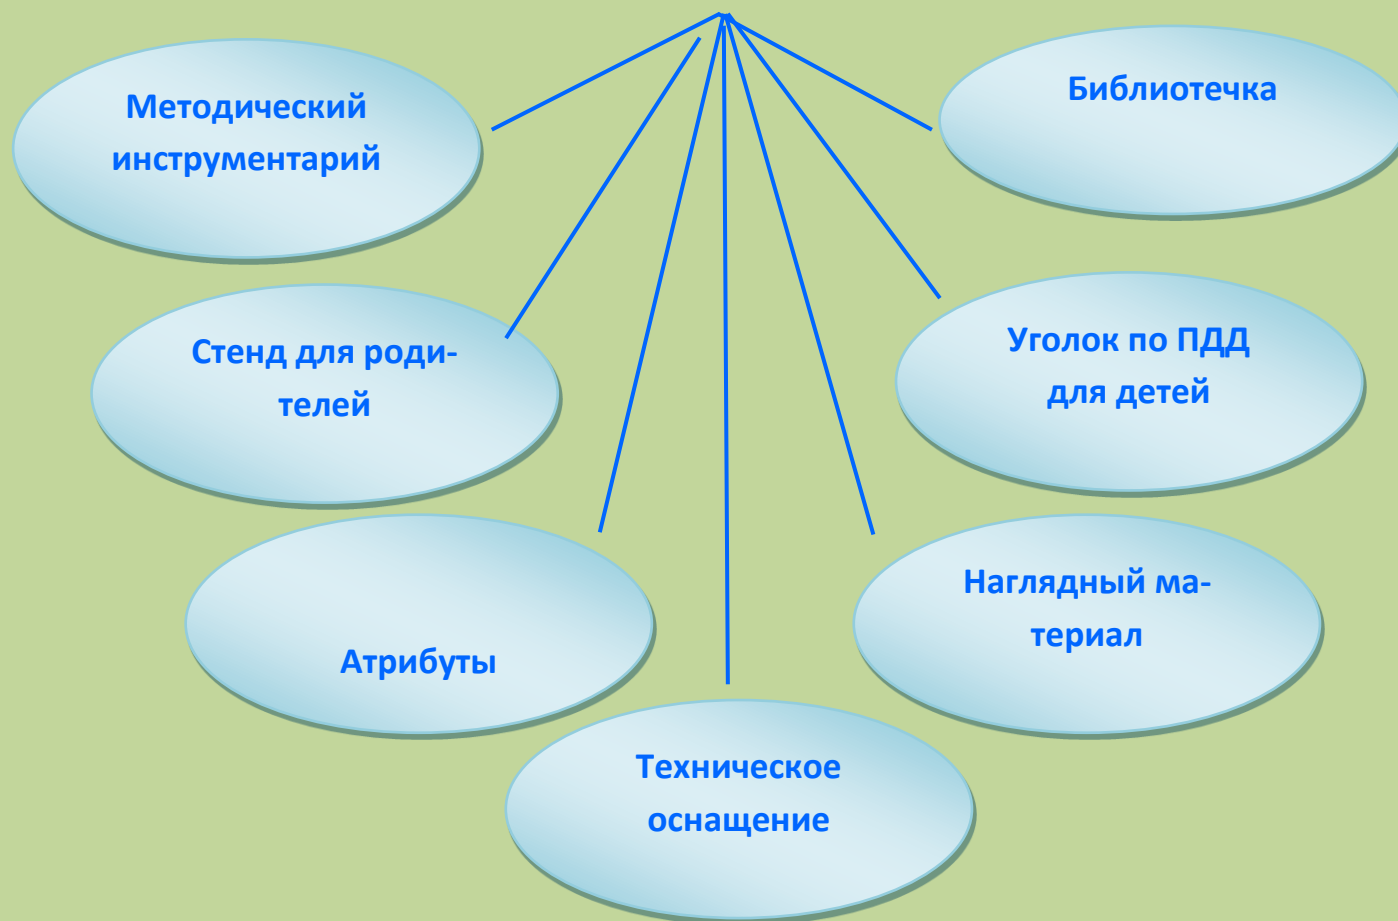 Методический
инструментарий
Библиотечка
Стенд для роди-
телей
Уголок по ПДД
для детей
Атрибуты
Наглядный ма-
териал
Техническое
оснащение